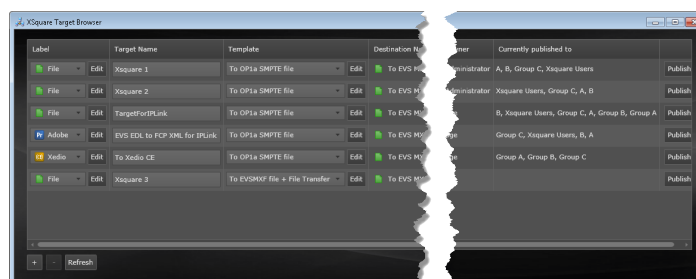 XSquare Target Browser
Label Target Name Template Destination Currently published to
File Edit Xsquare 1 To OP1a SMPTE file Edit To EVS A, B, Group C, Xsquare Users Publish
File Edit Xsquare 2 To OP1a SMPTE file Edit To EVS Xsquare Users, Group C, A, B Publish
File Edit TargetForIPLink To OP1a SMPTE file Edit To EVS B, Xsquare Users, Group C, A, Group B, Group A Publish
Pr Adobe Edit EVS EDL to FCP XML for IPLink To OP1a SMPTE file Edit To EVS Group C, Xsquare Users, B, A Publish
Xedio Edit To Xedio CE To OP1a SMPTE file Edit To EVS Group A, Group B, Group C Publish
File Edit Xsquare 3 To EVSMXF file + File Transfer Edit To EVS Publish
+ - Refresh